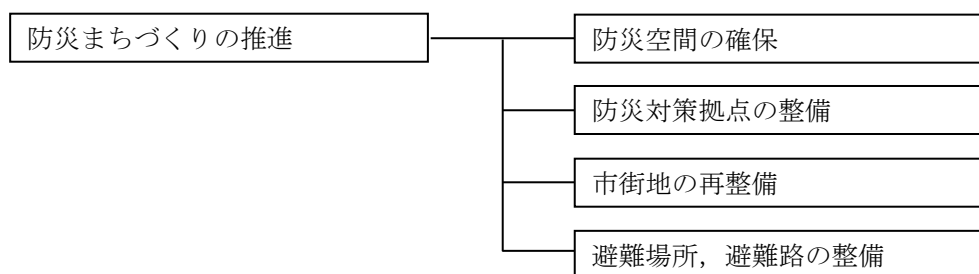 防災まちづくりの推進
防災空間の確保
防災対策拠点の整備
市街地の再整備
避難場所，避難路の整備